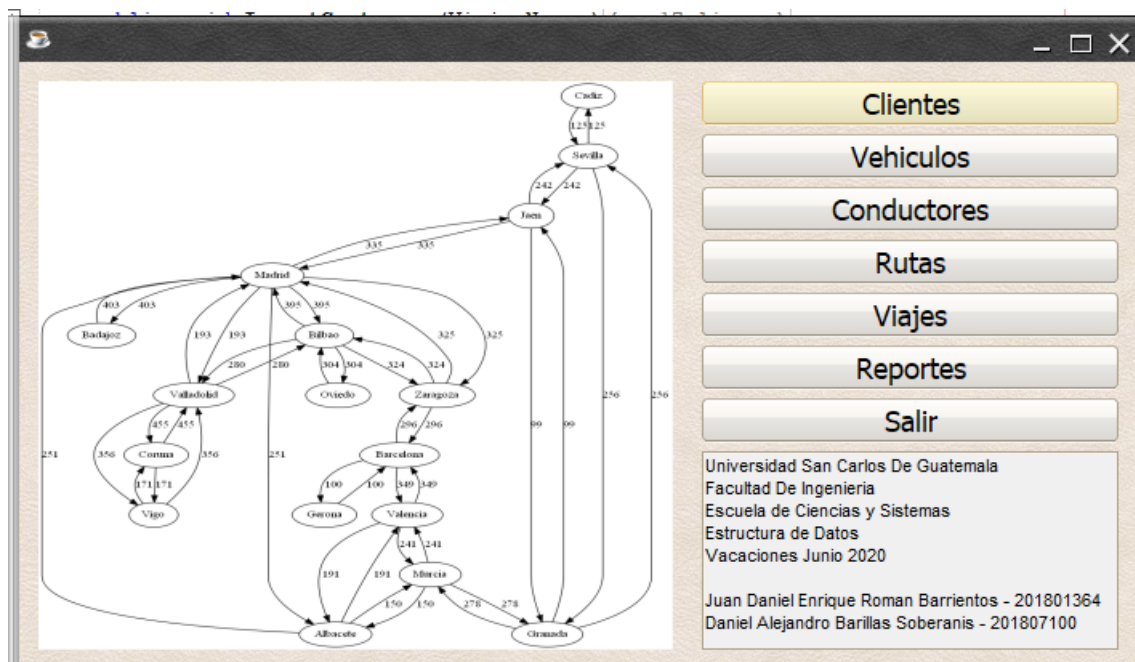 Cadiz
125 125
Sevilla
242 242
Jaen
335 335
Madrid
403 403
305 305
Badajoz
193 193
Bilbao
325 325
280 280
304 304
324 324
Valladolid
Oviedo
Zaragoza
256 256
455 455
296 296
99 99
251 251
356 356
Coruna
Barcelona
171 171
100 100
349 349
Vigo
Gerona
Valencia
241 241
191 191
Murcia
150 150
278 278
Albacete
Granada
Clientes
Vehiculos
Conductores
Rutas
Viajes
Reportes
Salir
Universidad San Carlos De Guatemala
Facultad De Ingenieria
Escuela de Ciencias y Sistemas
Estructura de Datos
Vacaciones Junio 2020
Juan Daniel Enrique Roman Barrientos - 201801364
Daniel Alejandro Barillas Soberanis - 201807100